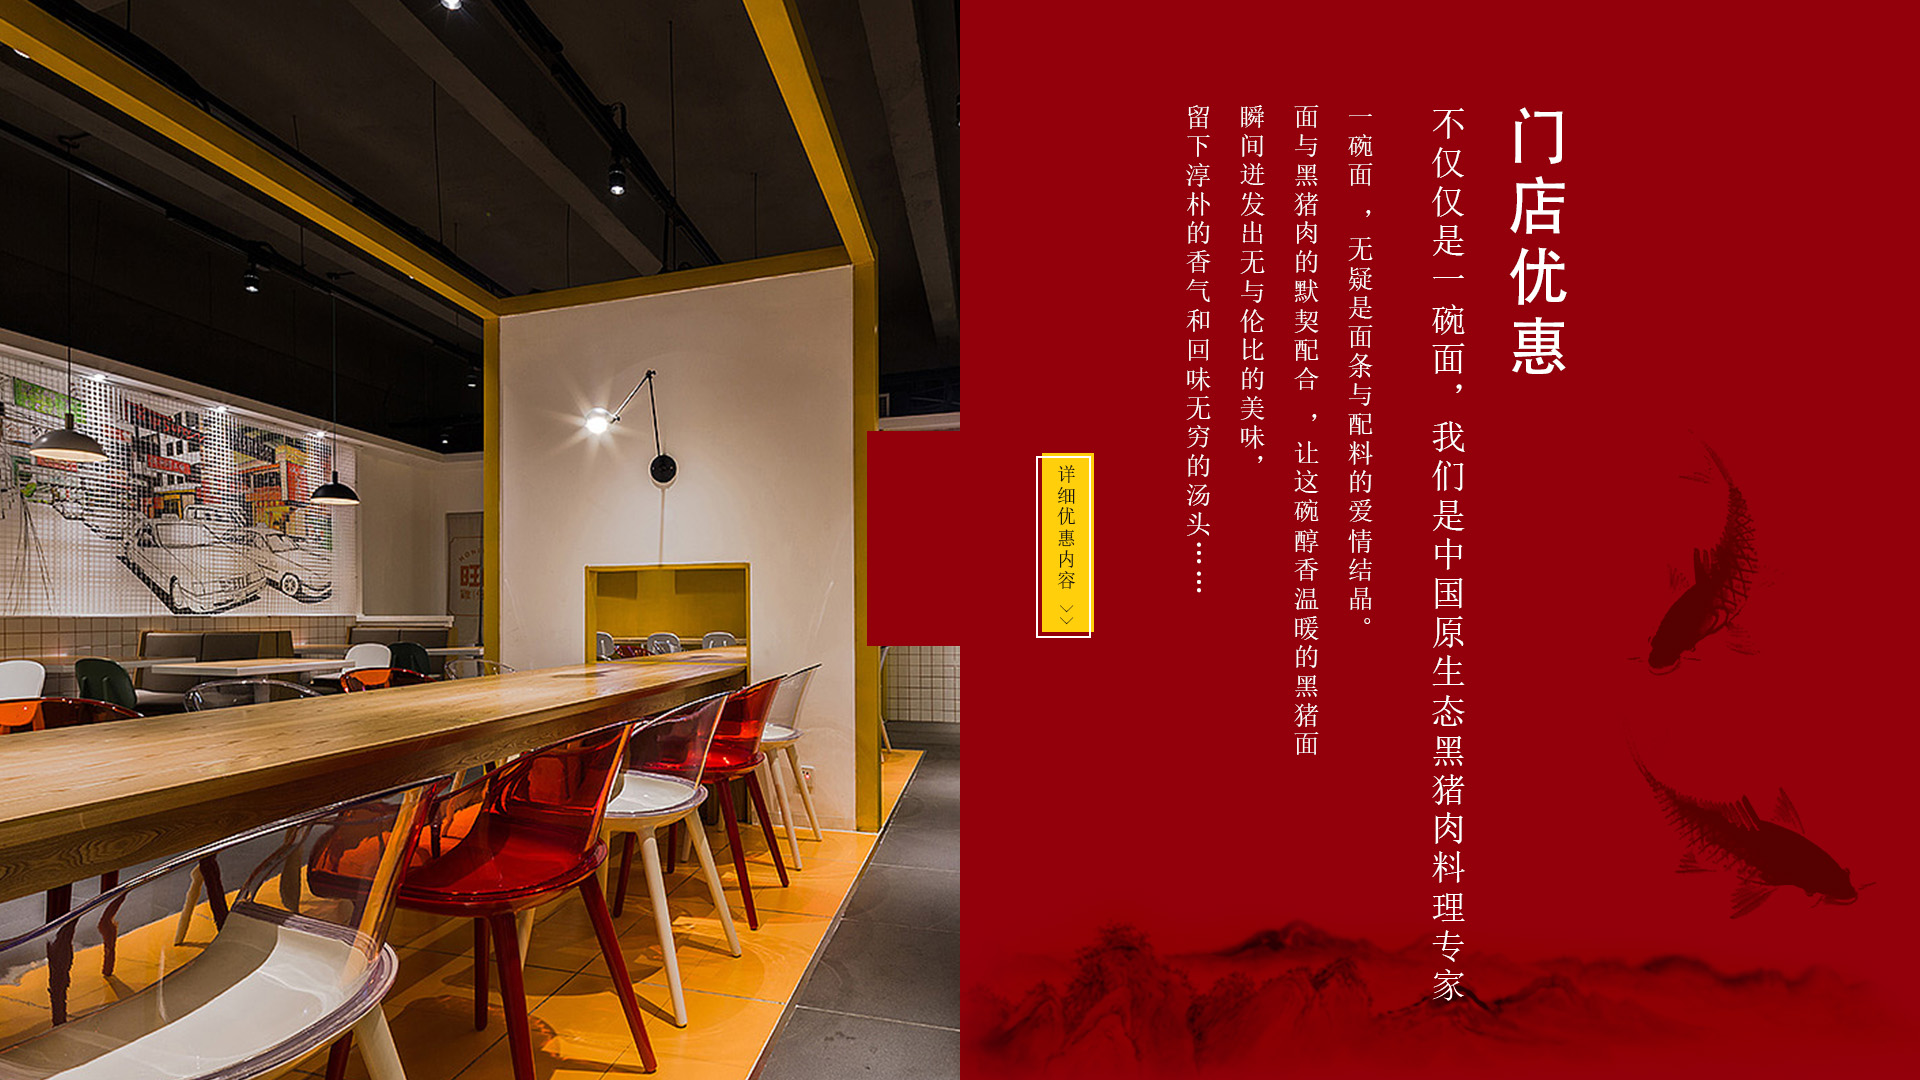 门店优惠
不仅仅是一碗面，我们是中国原生态黑猪肉料理专家
一碗面，无疑是面条与配料的爱情结晶。
面与黑猪肉的默契配合，让这碗醇香温暖的黑猪面
瞬间迸发出无与伦比的美味，
留下淳朴的香气和回味无穷的汤头……
详细优惠内容